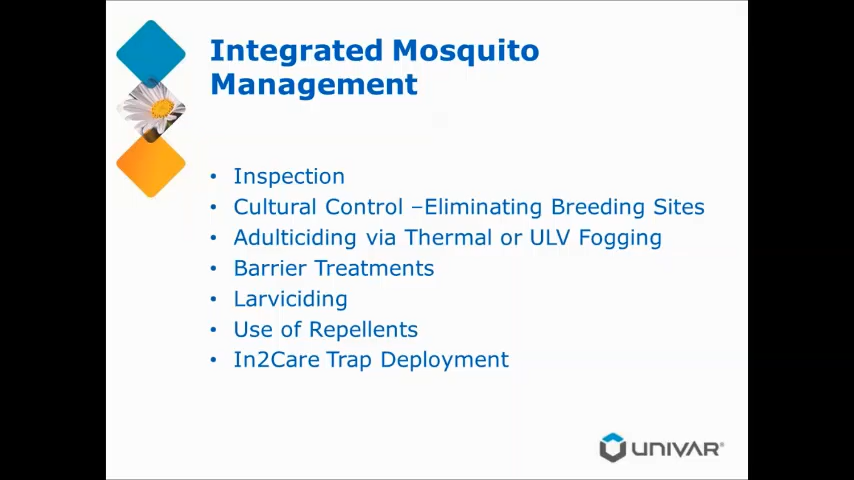 Integrated Mosquito
Management
• Inspection
• Cultural Control –Eliminating Breeding Sites
• Adulticiding via Thermal or ULV Fogging
• Barrier Treatments
• Larviciding
• Use of Repellents
• In2Care Trap Deployment
UNIVAR®